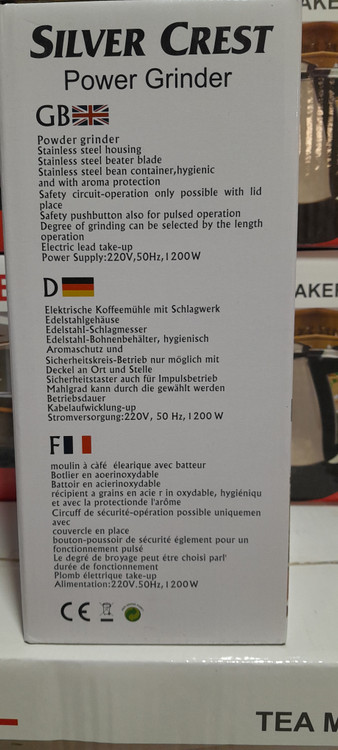 SILVER CREST
Power Grinder
GB
Powder grinder
Stainless steel housing
Stainless steel beater blade
Stainless steel bean container,hygienic
and with aroma protection
Safety circuit-operation only possible with lid
place
Safety pushbutton also for pulsed operation
Degree of grinding can be selected by the length
operation
Electric lead take-up
Power Supply:220V,50Hz,1200W
D
Elektrische Koffeemühle mit Schlagwerk
Edelstahlgehäuse
Edelstahl-Schlagmesser
Edelstahl-Bohnenbehälter, hygienisch
Aromaschutz und
Sicherheitskreis-Betrieb nur möglich mit
Deckel an Ort und Stelle
Sicherheitstaster auch für Impulsbetrieb
Mahlgrad kann durch die gewählt werden
Betriebsdauer
Kabelaufwicklung-up
Stromversorgung:220V, 50 Hz,1200W
F
moulin à càfé élearique avec batteur
Botlier en aoerinoxydable
Battoir en acierinoxydable
récipient a grains en acie r in oxydable, hygiéniqu
et avec la protectionde l'arôme
Circuff de sécurité-opération possible uniquemen
avec
couvercle en place
bouton-poussoir de sécurité églement pour un
fonctionnement pulsé
Le degré de broyage peut être choisi parl'
durée de fonctionnement
Plomb élettrique take-up
Alimentation:220V.50Hz,1200W
CE
AKER
AKER
TEA M